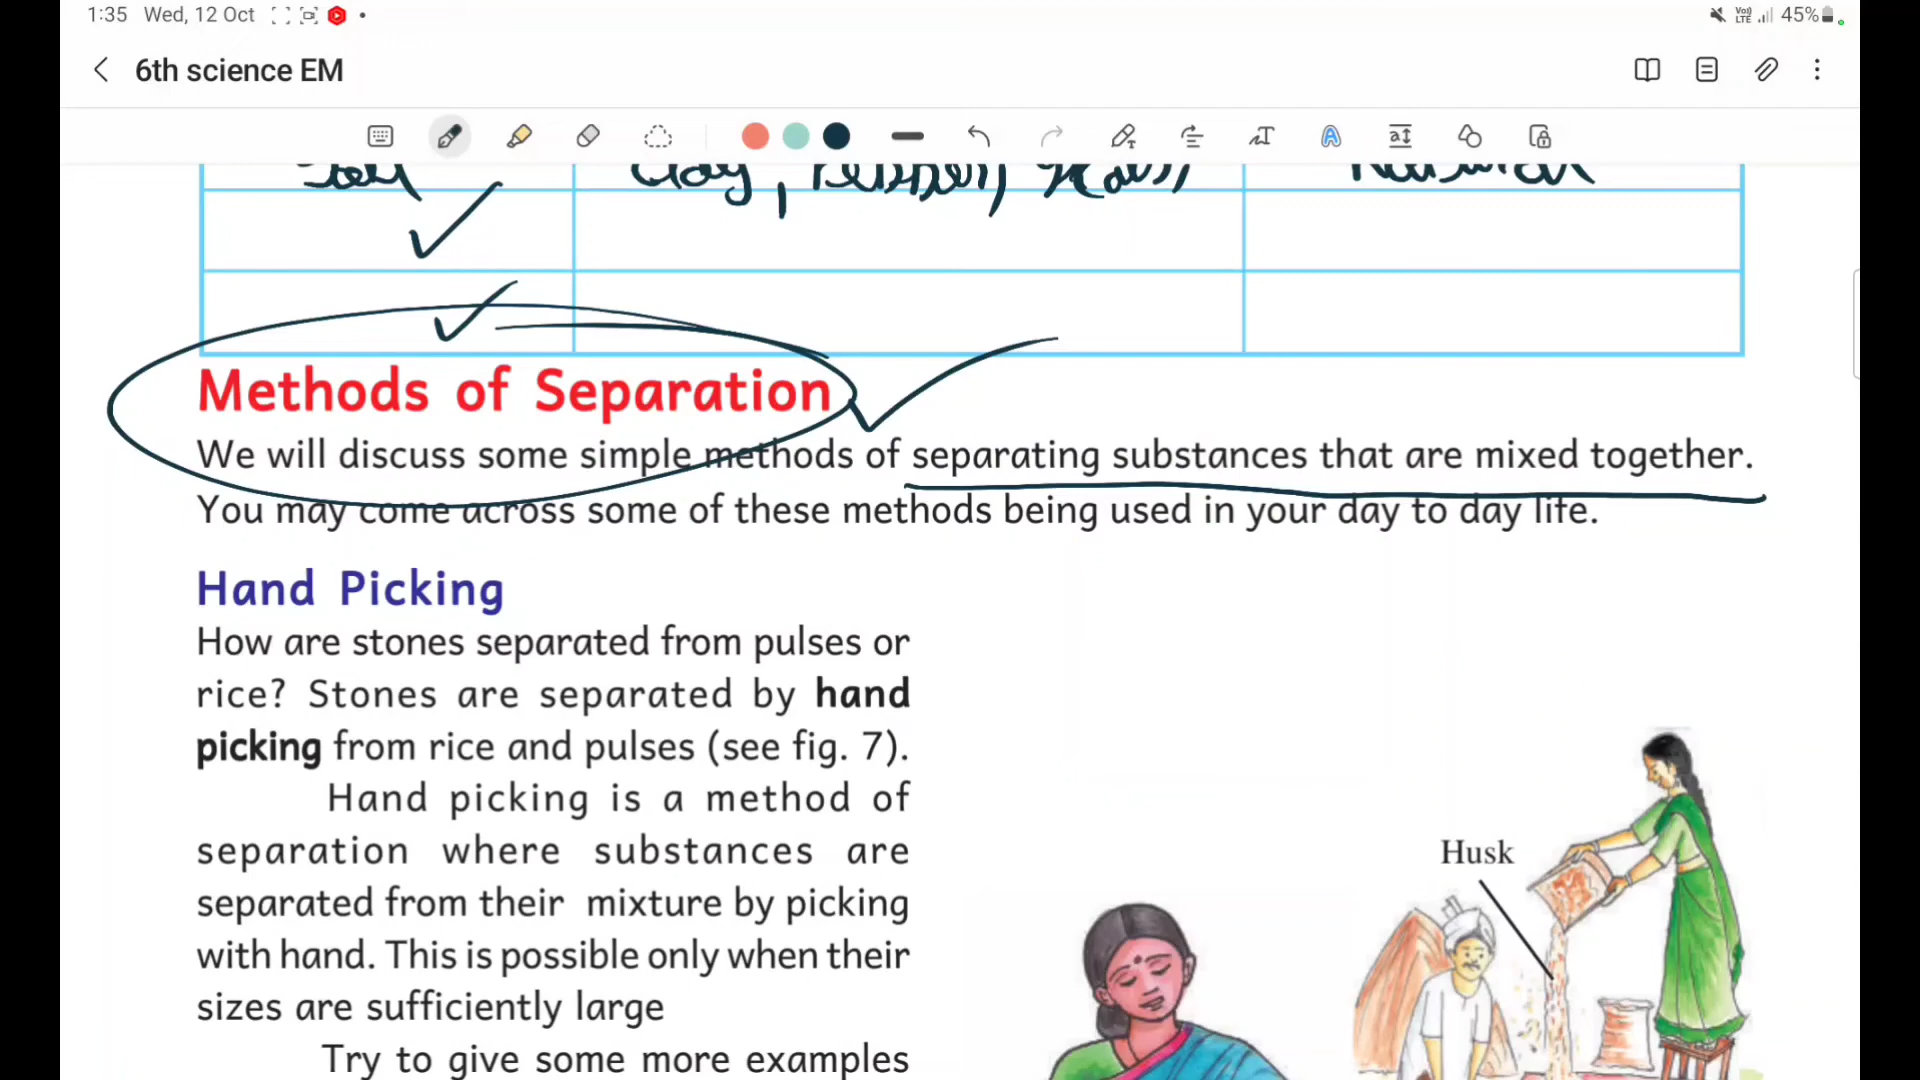 1:35 Wed, 12 Oct
45%
6th science EM
Methods of Separation
We will discuss some simple methods of separating substances that are mixed together.
You may come across some of these methods being used in your day to day life.
Hand Picking
How are stones separated from pulses or
rice? Stones are separated by hand
picking from rice and pulses (see fig. 7).
Hand picking is a method of
separation where substances are
separated from their mixture by picking
with hand. This is possible only when their
sizes are sufficiently large
Try to give some more examples
Husk